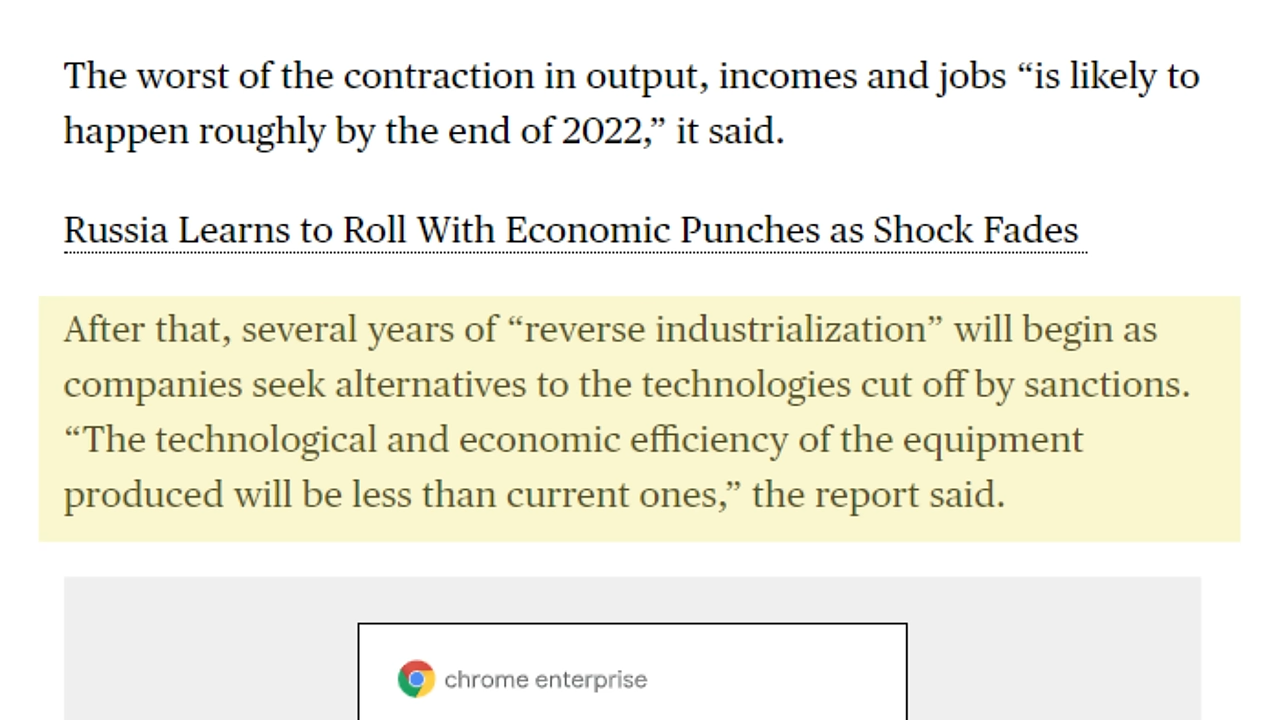 The worst of the contraction in output, incomes and jobs “is likely to
happen roughly by the end of 2022,” it said.
Russia Learns to Roll With Economic Punches as Shock Fades
After that, several years of “reverse industrialization” will begin as
companies seek alternatives to the technologies cut off by sanctions.
“The technological and economic efficiency of the equipment
produced will be less than current ones,” the report said.
chrome enterprise